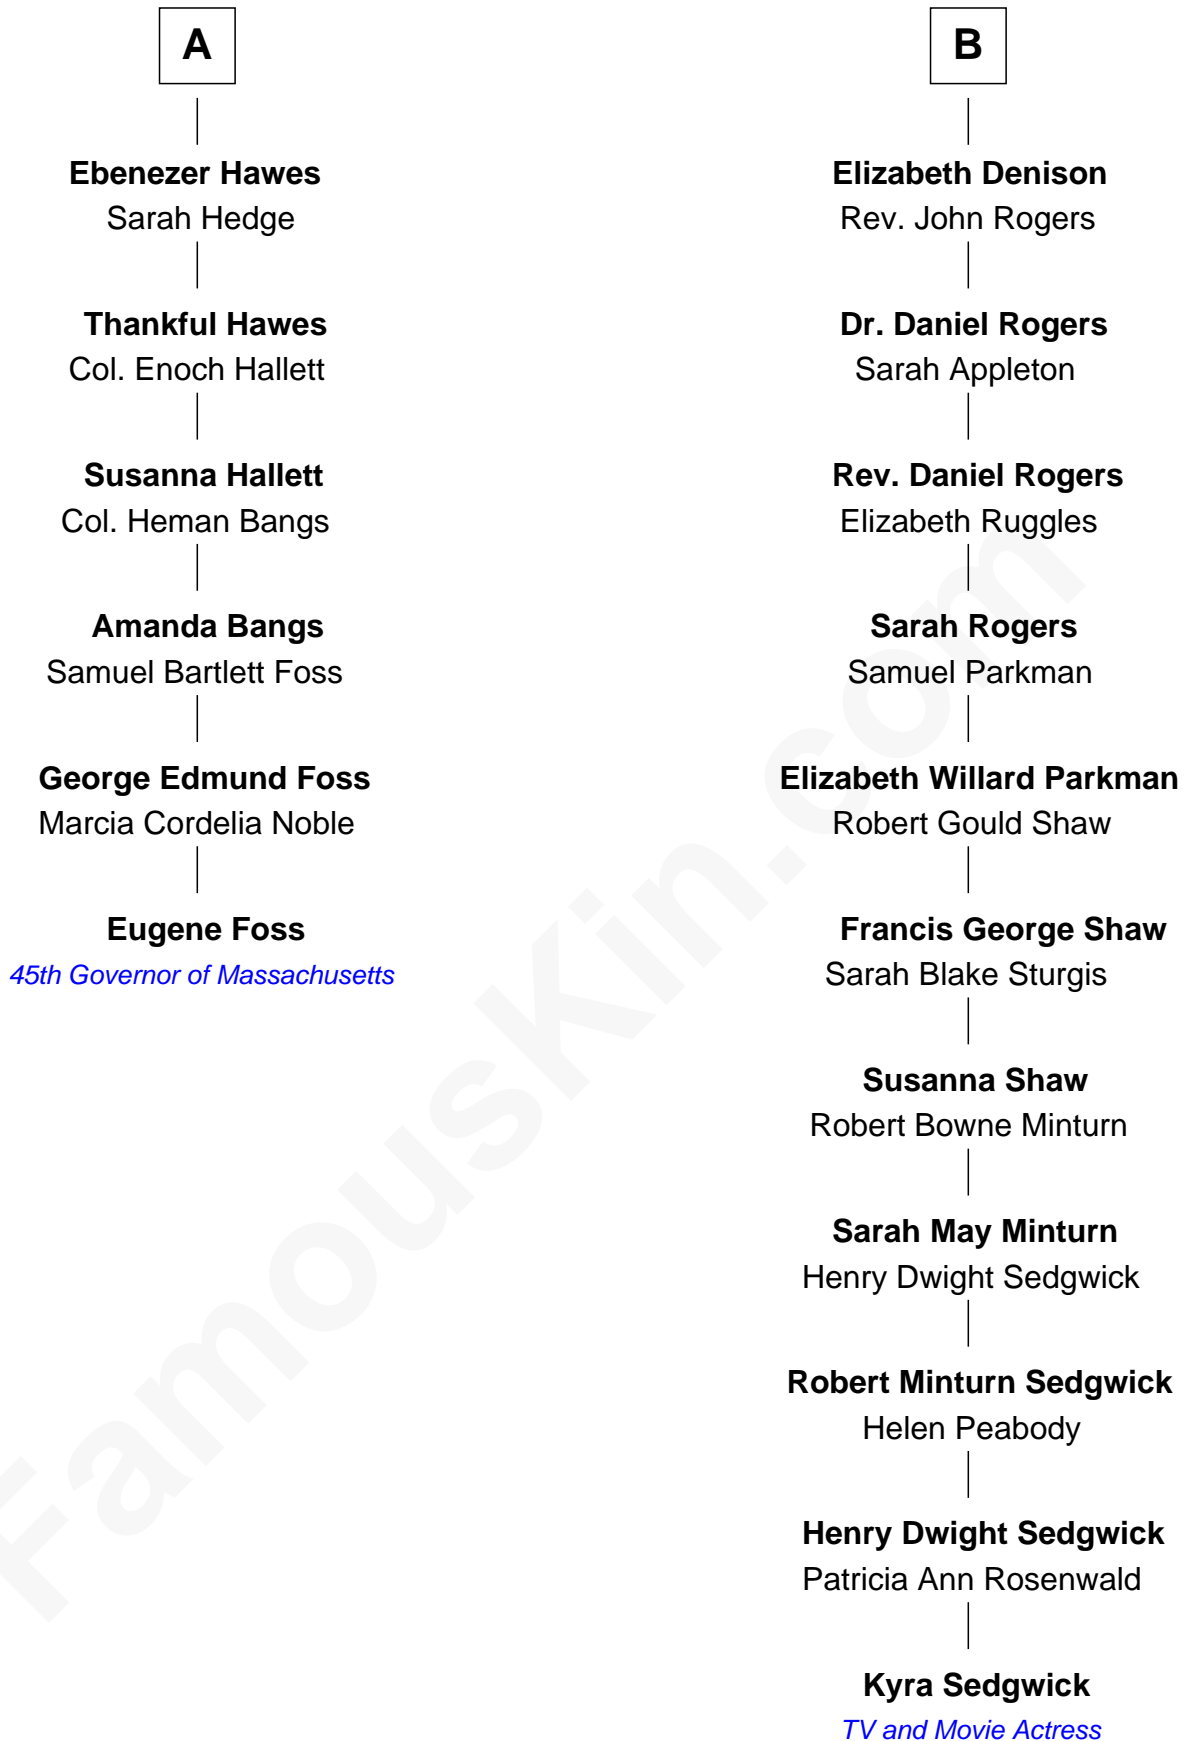 A
Ebenezer Hawes
Sarah Hedge
Thankful Hawes
Col. Enoch Hallett
Susanna Hallett
Col. Heman Bangs
Amanda Bangs
Samuel Bartlett Foss
George Edmund Foss
Marcia Cordelia Noble
Eugene Foss
45th Governor of Massachusetts
B
Elizabeth Denison
Rev. John Rogers
Dr. Daniel Rogers
Sarah Appleton
Rev. Daniel Rogers
Elizabeth Ruggles
Sarah Rogers
Samuel Parkman
Elizabeth Willard Parkman
Robert Gould Shaw
Francis George Shaw
Sarah Blake Sturgis
Susanna Shaw
Robert Bowne Minturn
Sarah May Minturn
Henry Dwight Sedgwick
Robert Minturn Sedgwick
Helen Peabody
Henry Dwight Sedgwick
Patricia Ann Rosenwald
Kyra Sedgwick
TV and Movie Actress
FamousKin.com